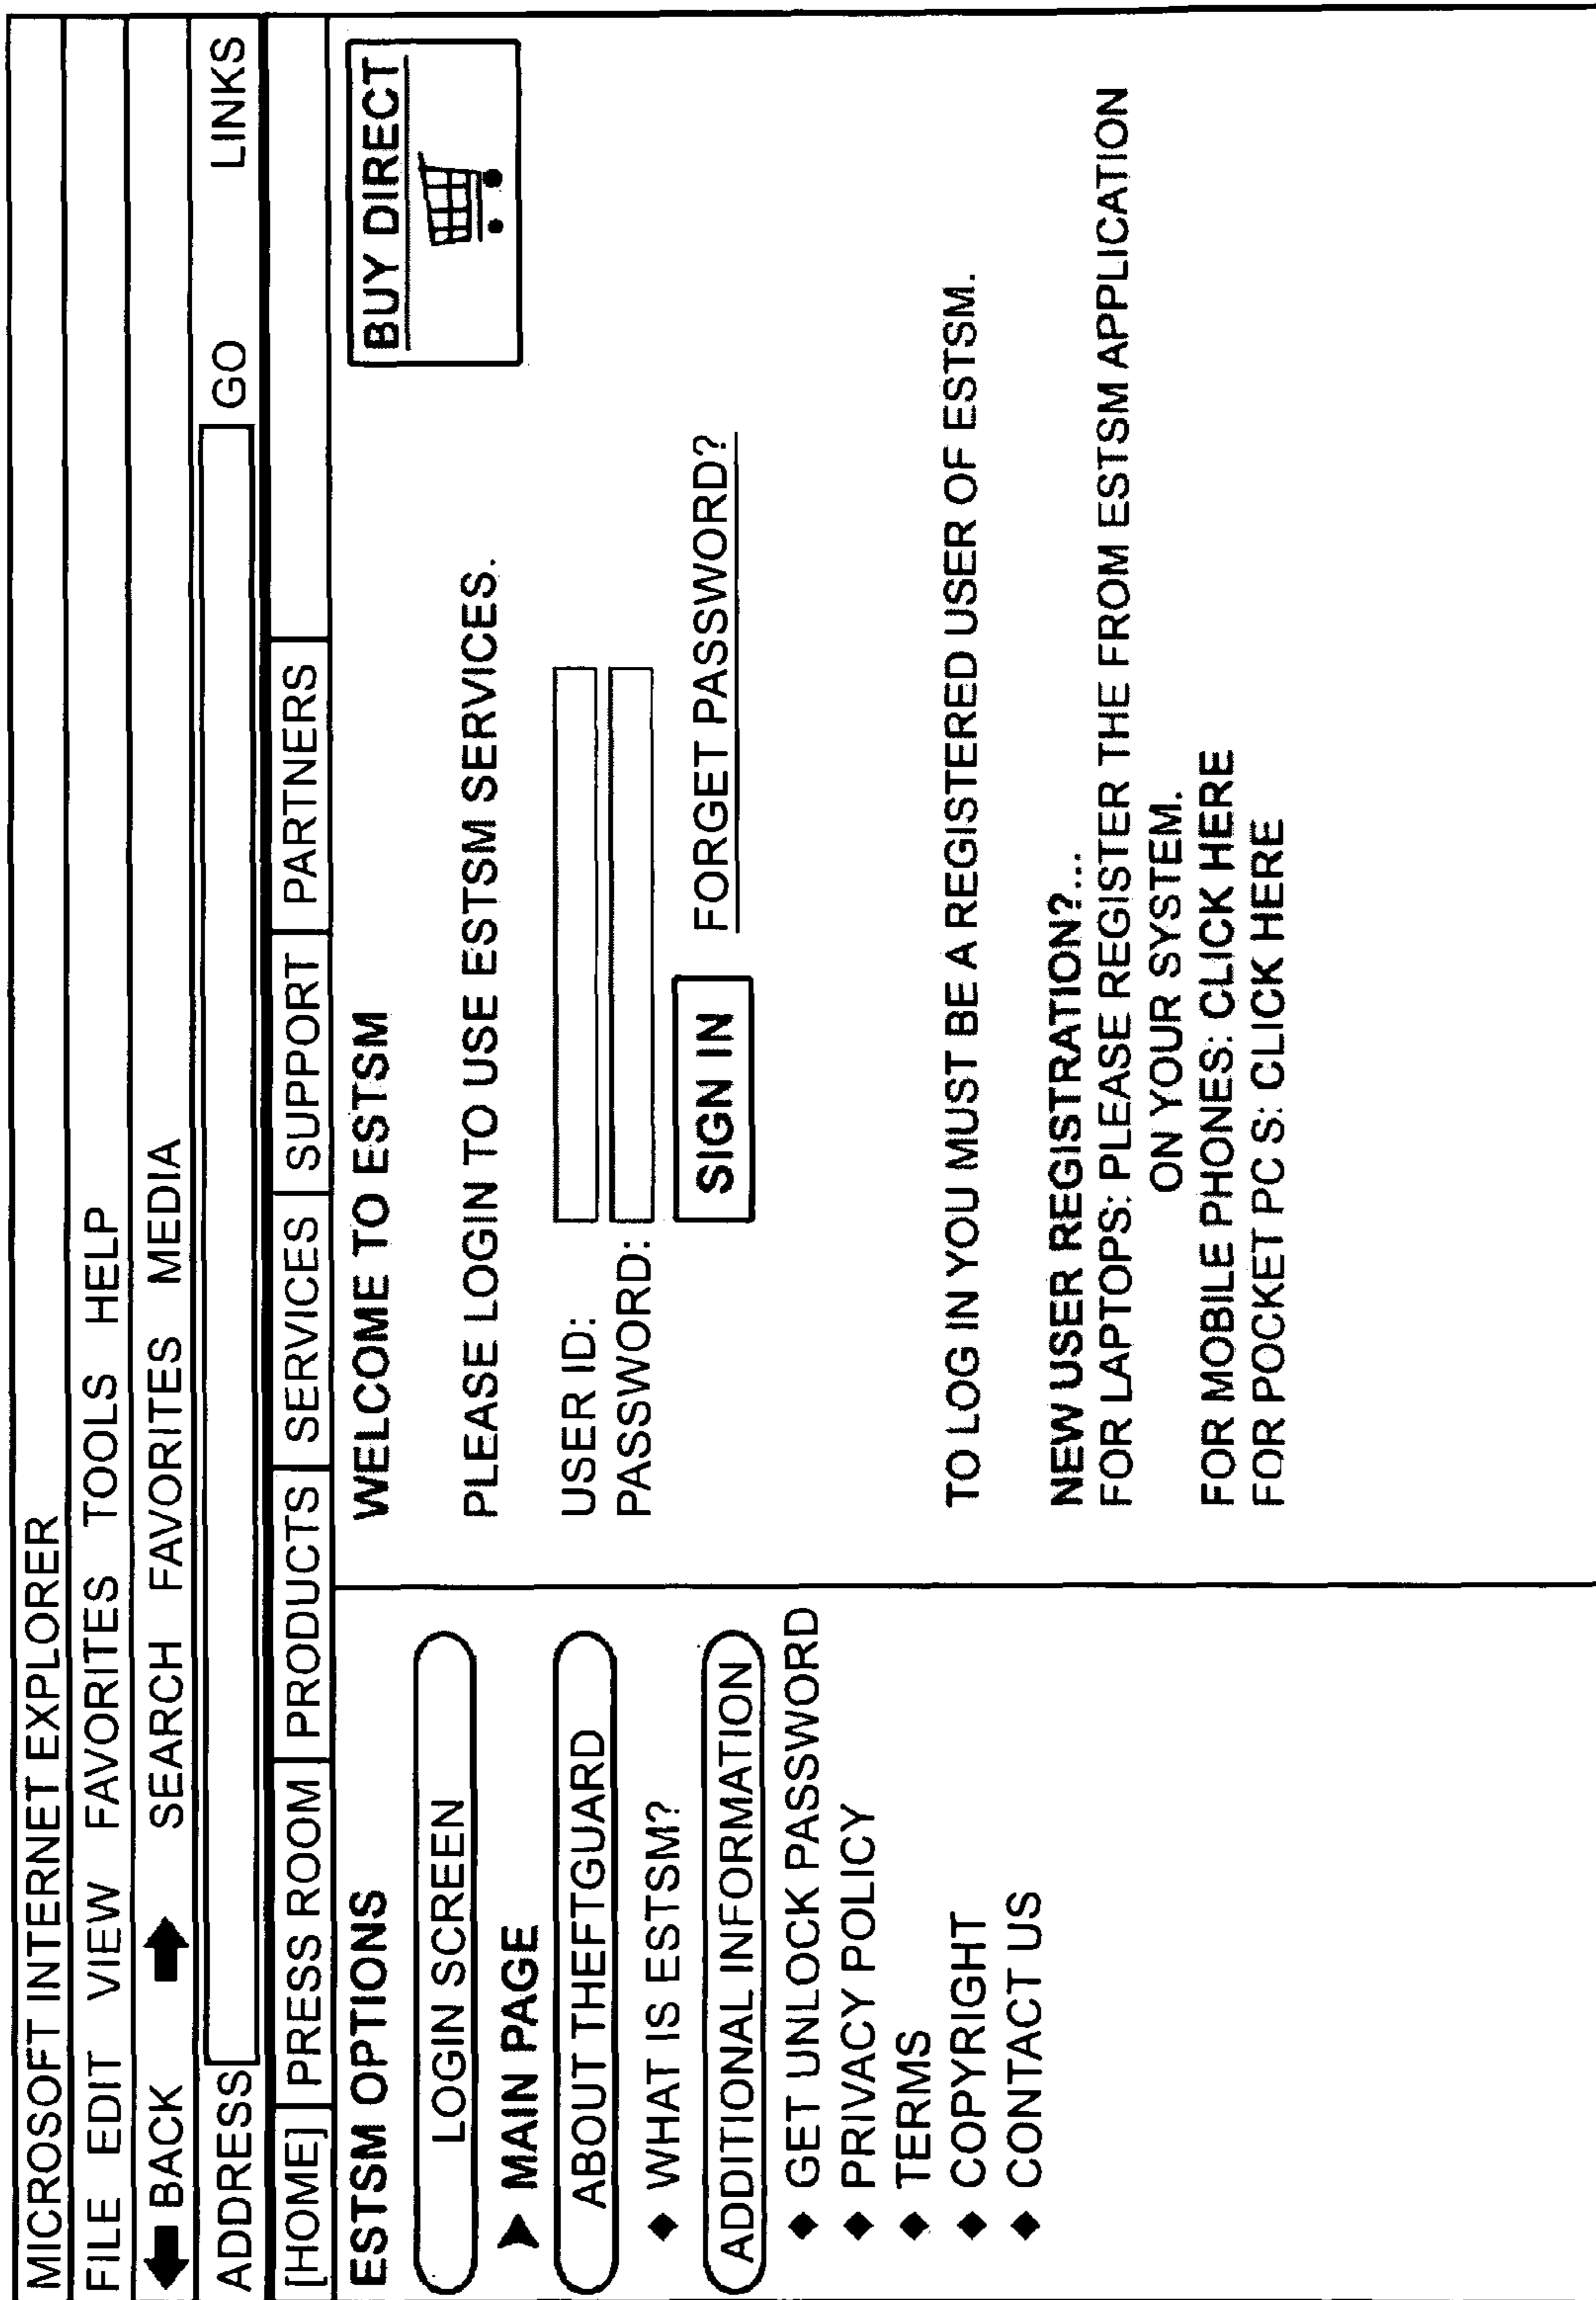 MICROSOFT INTERNET EXPLORER
FILE EDIT VIEW FAVORITES TOOLS HELP
BACK SEARCH FAVORITES MEDIA
ADDRESS GO LINKS
[HOME] PRESS ROOM PRODUCTS SERVICES SUPPORT PARTNERS
ESTSM OPTIONS
LOGIN SCREEN
MAIN PAGE
ABOUT THEFTGUARD
WHAT IS ESTSM?
ADDITIONAL INFORMATION
GET UNLOCK PASSWORD
PRIVACY POLICY
TERMS
COPYRIGHT
CONTACT US
WELCOME TO ESTSM
BUY DIRECT
PLEASE LOGIN TO USE ESTSM SERVICES.
USER ID:
PASSWORD:
SIGN IN FORGET PASSWORD?
TO LOG IN YOU MUST BE A REGISTERED USER OF ESTSM.
NEW USER REGISTRATION?...
FOR LAPTOPS: PLEASE REGISTER THE FROM ESTSM APPLICATION
ON YOUR SYSTEM.
FOR MOBILE PHONES: CLICK HERE
FOR POCKET PC S: CLICK HERE